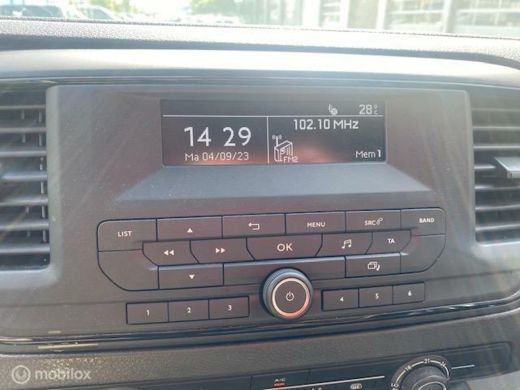 28 °C
14 29
102.10 MHz
Ma 04/09/23
FM2
Mem 1
LIST
MENU
SRC
BAND
OK
TA
1 2 3
4 5 6
A/C
mobilox